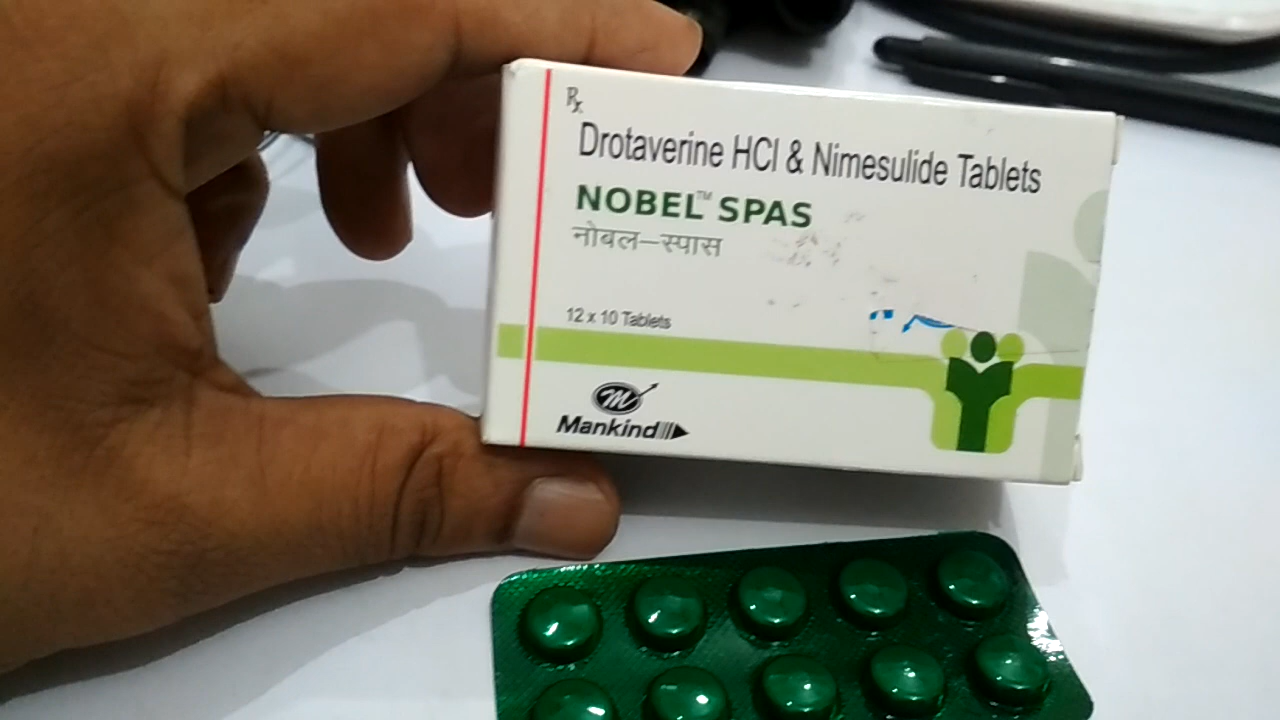 Rx
Drotaverine HCl & Nimesulide Tablets
NOBEL™ SPAS
नोबल–स्पास
12 x 10 Tablets
M
Mankind